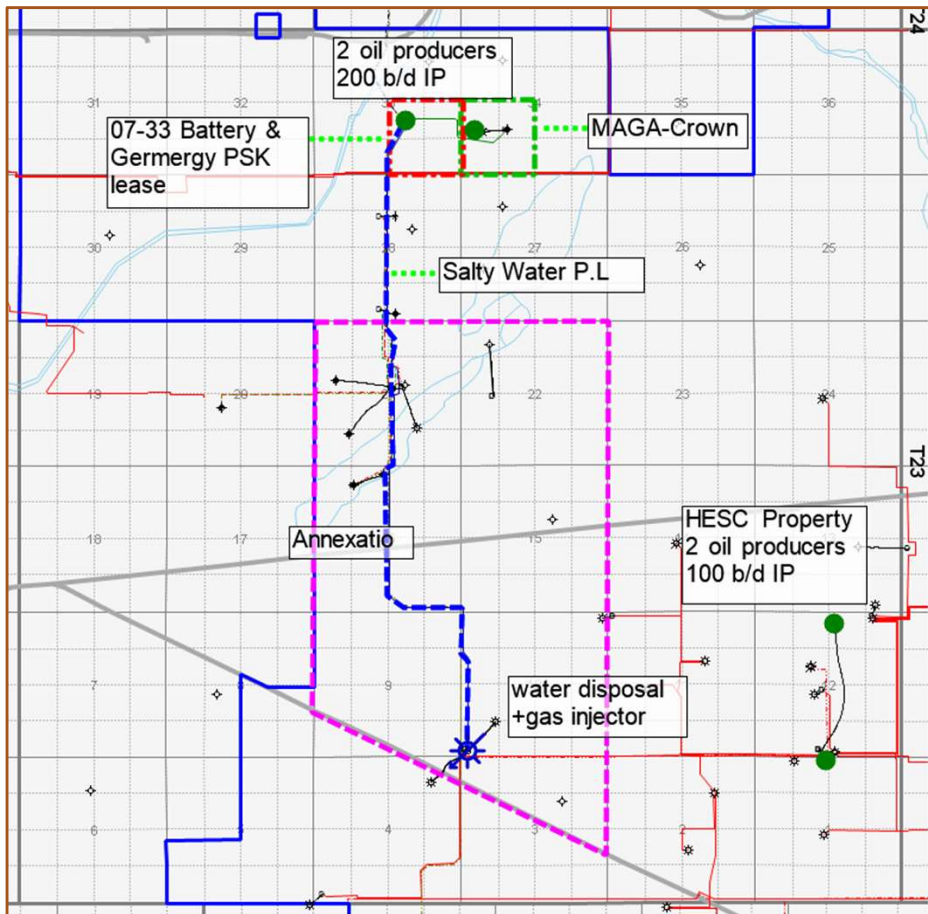 24
2 oil producers
200 b/d IP
31
32
34
35
36
07-33 Battery &
Germergy PSK
lease
MAGA-Crown
30
29
28
27
26
25
Salty Water P.L
19
20
22
23
T23
HESC Property
2 oil producers
100 b/d IP
Annexatio
18
17
15
7
9
12
water disposal
+gas injector
6
4
3
2